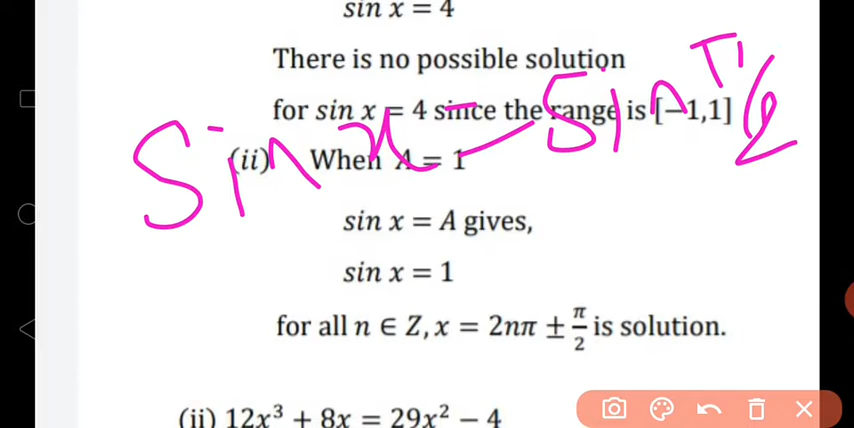 sin x = 4
There is no possible solution
for sin x = 4 since the range is [−1,1]
(ii) When A = 1
Sin x - Sin π/2
sin x = A gives,
sin x = 1
for all n ∈ Z, x = 2nπ ± π/2 is solution.
(ii) 12x³ + 8x = 29x² − 4